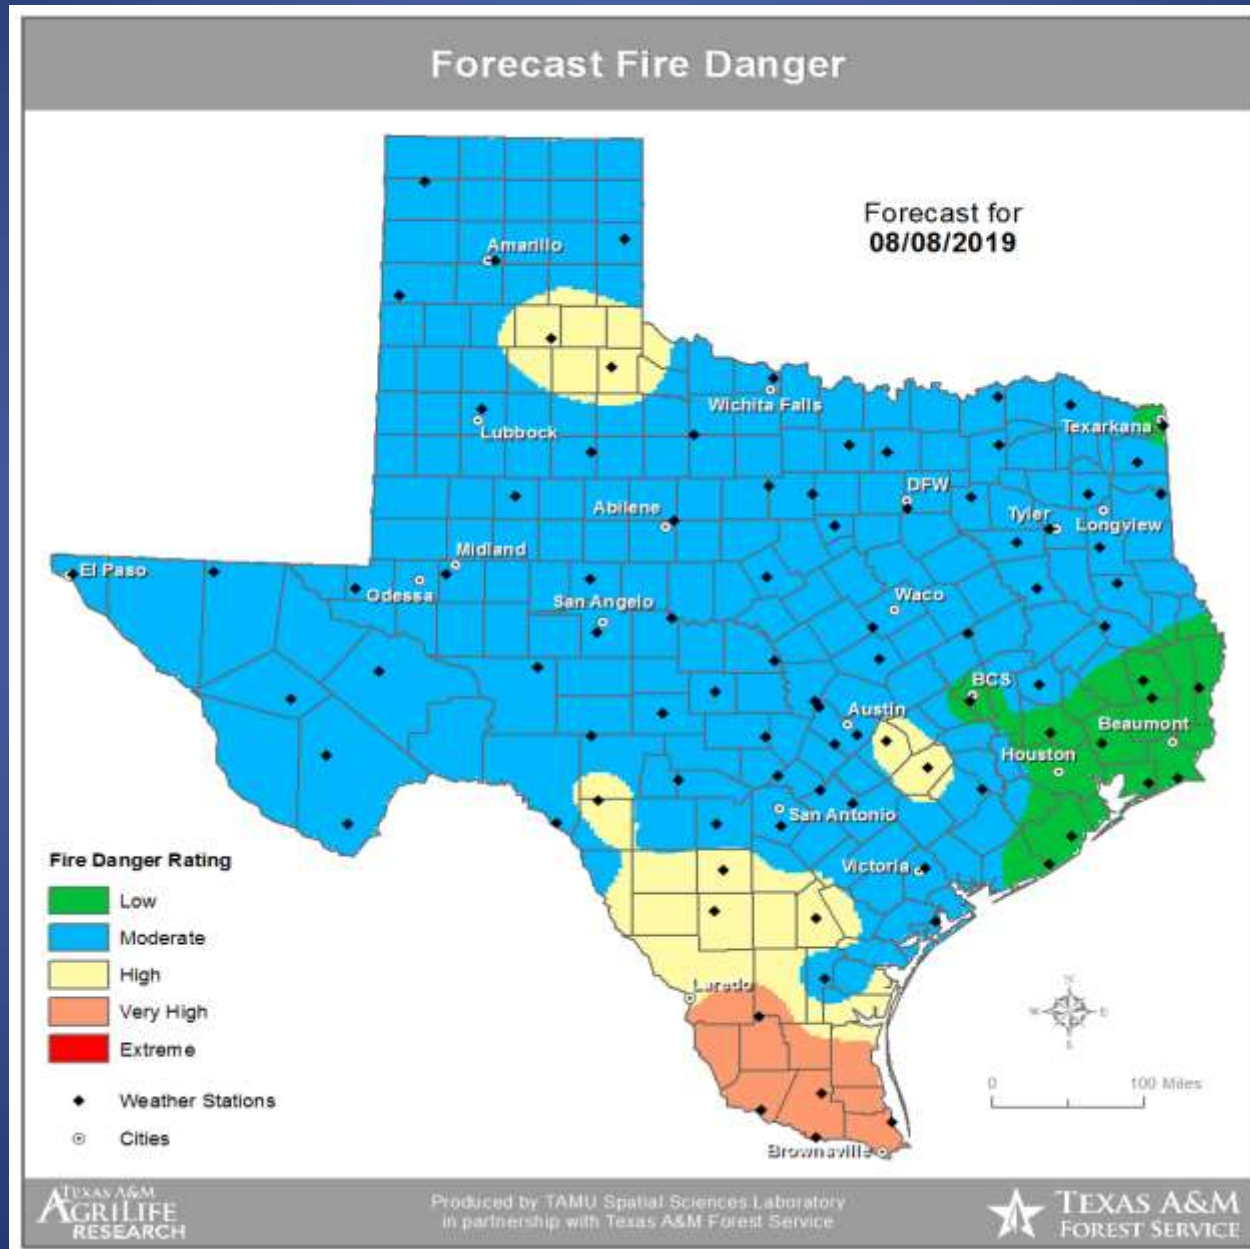 Forecast Fire Danger
Forecast for
08/08/2019
Amarillo
Wichita Falls
Lubbock
Texarkana
DFW
Abilene
Tyler
Longview
Midland
El Paso
Odessa
San Angelo
Waco
BCS
Austin
Beaumont
Houston
San Antonio
Victoria
Laredo
Brownsville
Fire Danger Rating
Low
Moderate
High
Very High
Extreme
Weather Stations
Cities
N
W E
S
0 100 Miles
TEXAS A&M
AGRILIFE
RESEARCH
Produced by TAMU Spatial Sciences Laboratory
in partnership with Texas A&M Forest Service
TEXAS A&M
FOREST SERVICE